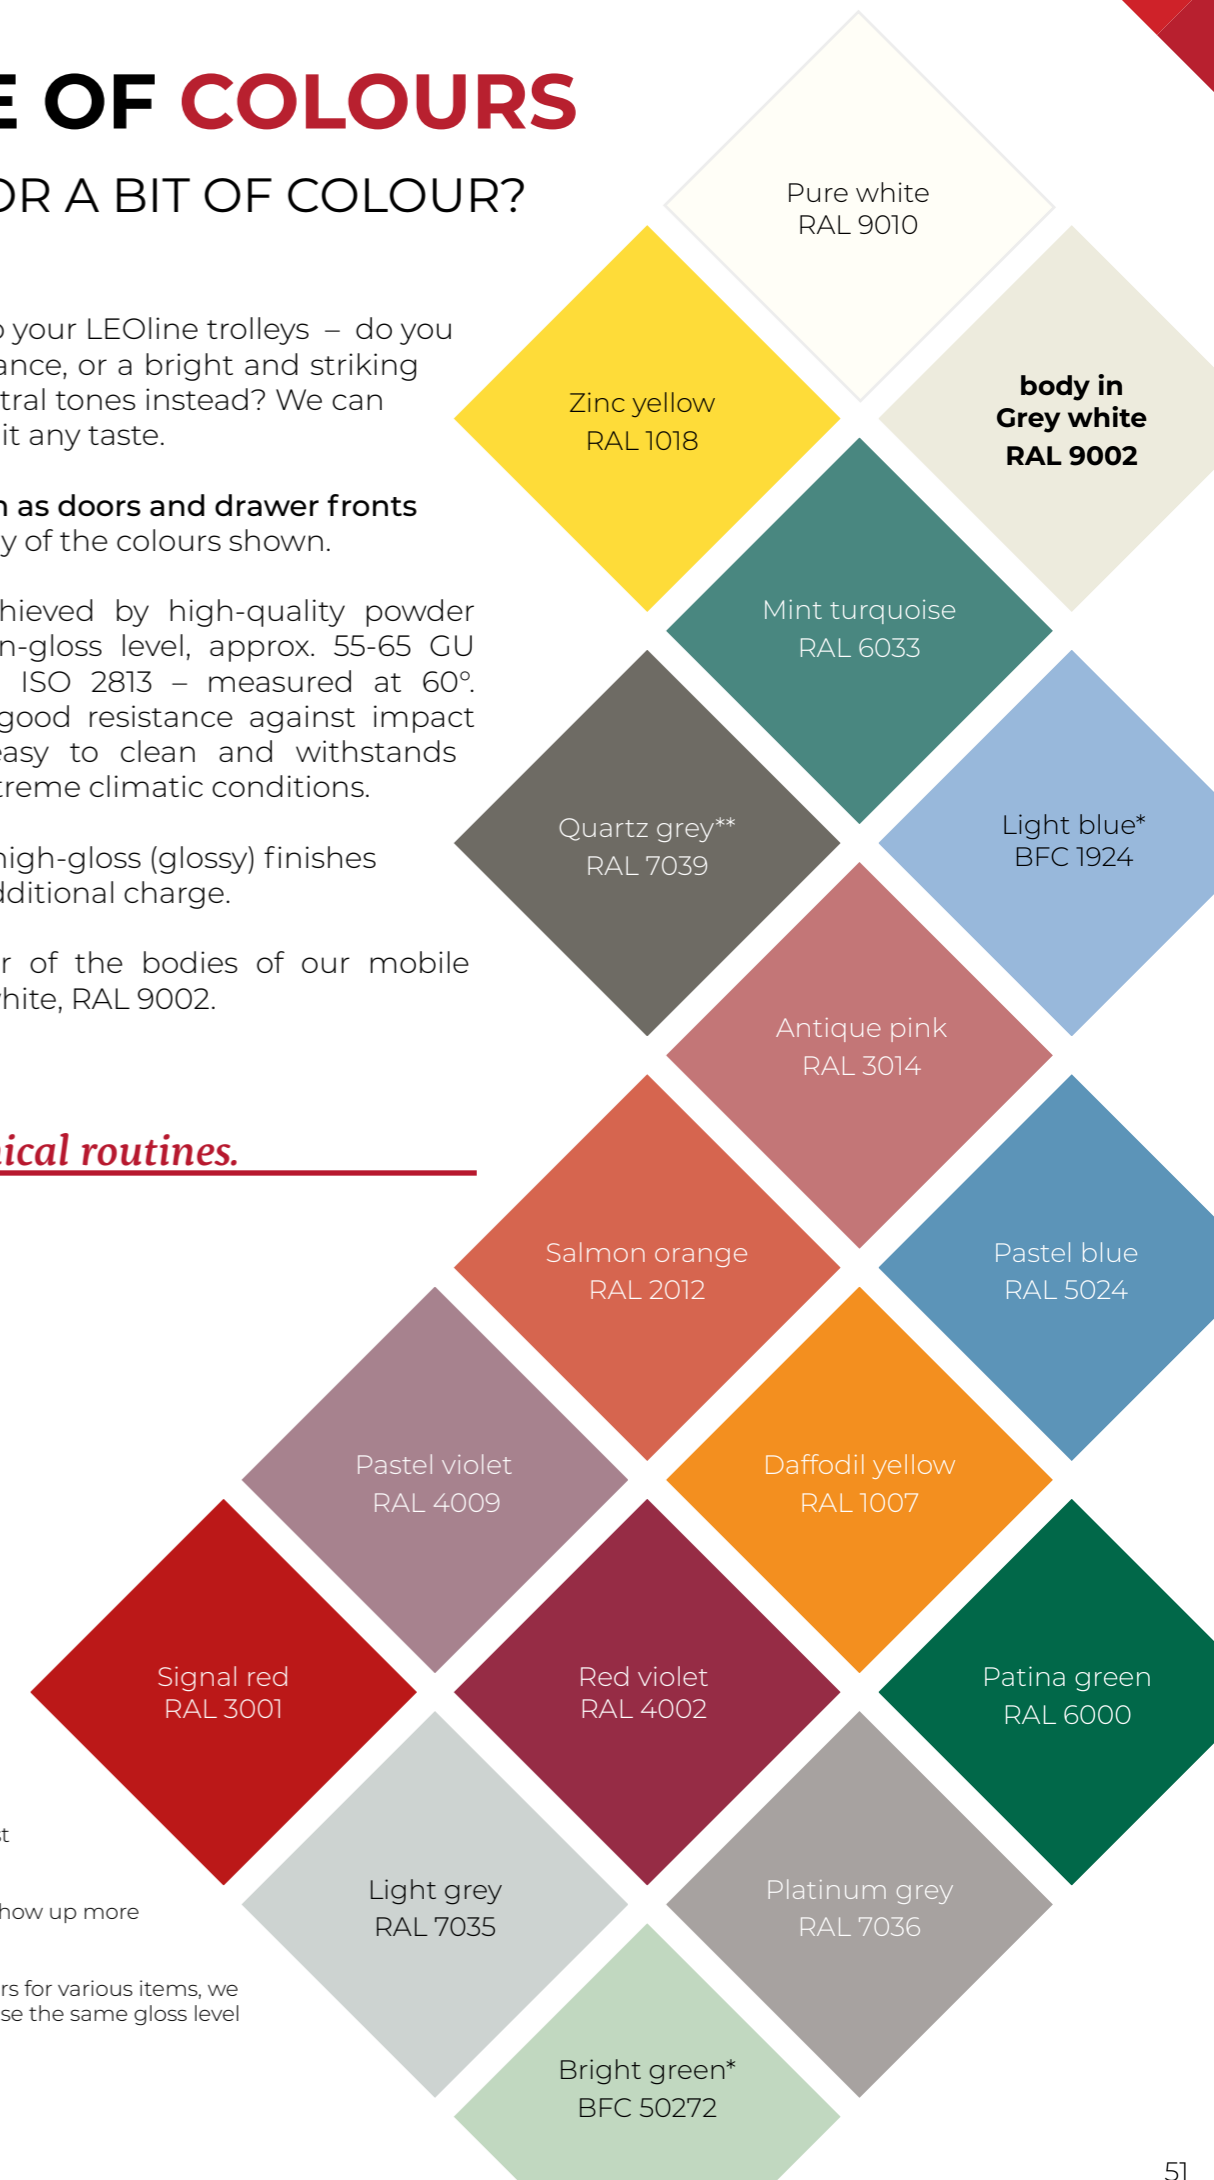 E OF COLOURS
OR A BIT OF COLOUR?
your LEOline trolleys – do you
ance, or a bright and striking
tral tones instead? We can
it any taste.
as doors and drawer fronts
y of the colours shown.
hieved by high-quality powder
n-gloss level, approx. 55-65 GU
ISO 2813 – measured at 60°.
good resistance against impact
easy to clean and withstands
treme climatic conditions.
high-gloss (glossy) finishes
dditional charge.
r of the bodies of our mobile
white, RAL 9002.
ical routines.
st
how up more
rs for various items, we
se the same gloss level
Pure white
RAL 9010
Zinc yellow
RAL 1018
body in
Grey white
RAL 9002
Mint turquoise
RAL 6033
Quartz grey**
RAL 7039
Light blue*
BFC 1924
Antique pink
RAL 3014
Salmon orange
RAL 2012
Pastel blue
RAL 5024
Pastel violet
RAL 4009
Daffodil yellow
RAL 1007
Signal red
RAL 3001
Red violet
RAL 4002
Patina green
RAL 6000
Light grey
RAL 7035
Platinum grey
RAL 7036
Bright green*
BFC 50272
51